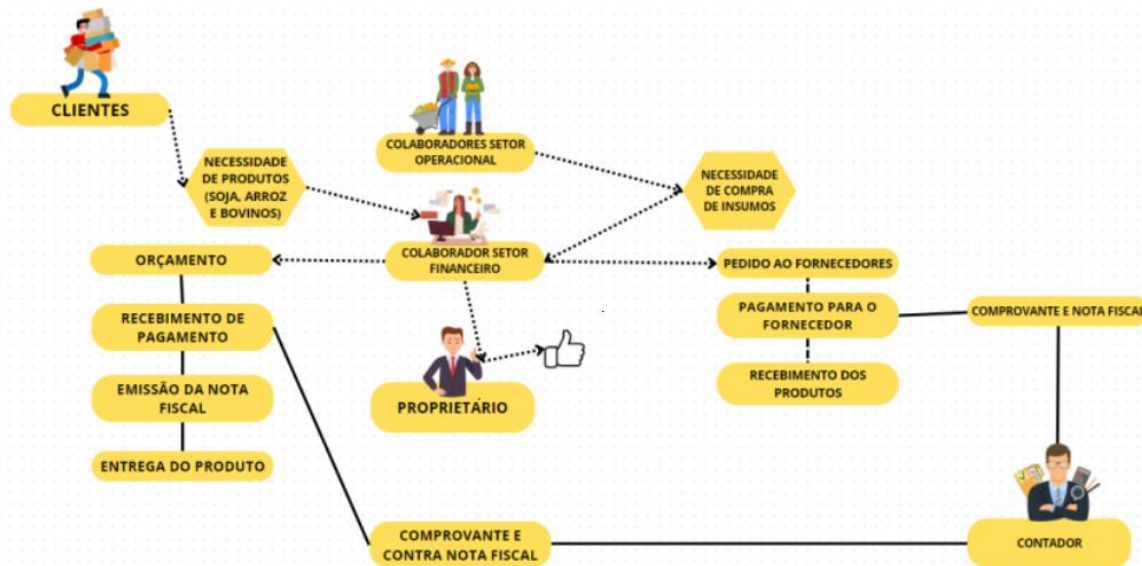 CLIENTES
COLABORADORES SETOR
OPERACIONAL
NECESSIDADE
DE PRODUTOS
(SOJA, ARROZ
E BOVINOS)
NECESSIDADE
DE COMPRA
DE INSUMOS
COLABORADOR SETOR
FINANCEIRO
ORÇAMENTO
PEDIDO AO FORNECEDORES
RECEBIMENTO DE
PAGAMENTO
PAGAMENTO PARA O
FORNECEDOR
COMPROVANTE E NOTA FISCAL
EMISSÃO DA NOTA
FISCAL
PROPRIETÁRIO
RECEBIMENTO DOS
PRODUTOS
ENTREGA DO PRODUTO
COMPROVANTE E
CONTRA NOTA FISCAL
CONTADOR